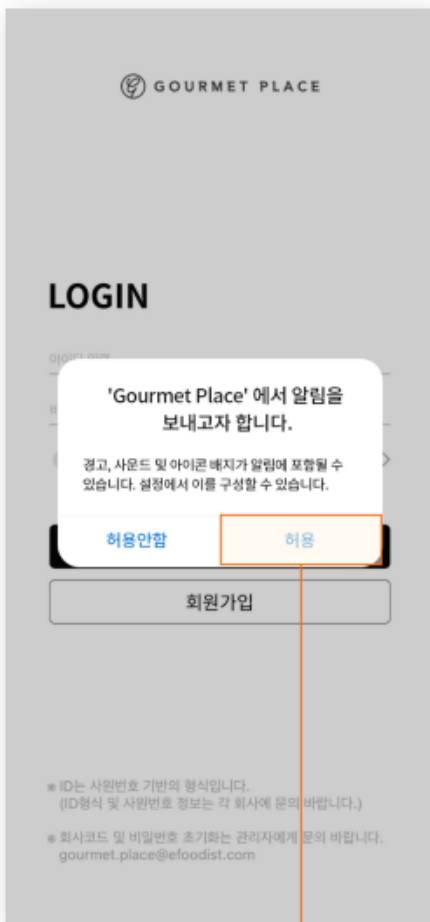 GOURMET PLACE
LOGIN
아이디 입력
'Gourmet Place' 에서 알림을
보내고자 합니다.
경고, 사운드 및 아이콘 배지가 알림에 포함될 수
있습니다. 설정에서 이를 구성할 수 있습니다.
허용안함
허용
회원가입
※ ID는 사원번호 기반의 형식입니다.
(ID형식 및 사원번호 정보는 각 회사에 문의 바랍니다.)
※ 회사코드 및 비밀번호 초기화는 관리자에게 문의 바랍니다.
gourmet.place@efoodist.com